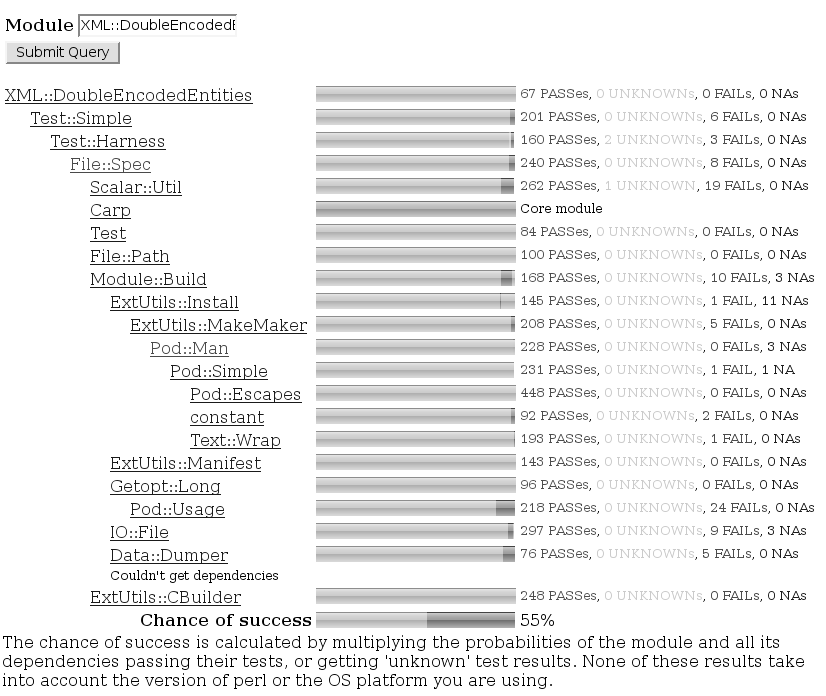 Module XML::DoubleEncodedE
Submit Query
XML::DoubleEncodedEntities 67 PASSes, 0 UNKNOWNs, 0 FAILs, 0 NAs
Test::Simple 201 PASSes, 0 UNKNOWNs, 6 FAILs, 0 NAs
Test::Harness 160 PASSes, 2 UNKNOWNs, 3 FAILs, 0 NAs
File::Spec 240 PASSes, 0 UNKNOWNs, 8 FAILs, 0 NAs
Scalar::Util 262 PASSes, 1 UNKNOWN, 19 FAILs, 0 NAs
Carp Core module
Test 84 PASSes, 0 UNKNOWNs, 0 FAILs, 0 NAs
File::Path 100 PASSes, 0 UNKNOWNs, 0 FAILs, 0 NAs
Module::Build 168 PASSes, 0 UNKNOWNs, 10 FAILs, 3 NAs
ExtUtils::Install 145 PASSes, 0 UNKNOWNs, 1 FAIL, 11 NAs
ExtUtils::MakeMaker 208 PASSes, 0 UNKNOWNs, 5 FAILs, 0 NAs
Pod::Man 228 PASSes, 0 UNKNOWNs, 0 FAILs, 3 NAs
Pod::Simple 231 PASSes, 0 UNKNOWNs, 1 FAIL, 1 NA
Pod::Escapes 448 PASSes, 0 UNKNOWNs, 0 FAILs, 0 NAs
constant 92 PASSes, 0 UNKNOWNs, 2 FAILs, 0 NAs
Text::Wrap 193 PASSes, 0 UNKNOWNs, 1 FAIL, 0 NAs
ExtUtils::Manifest 143 PASSes, 0 UNKNOWNs, 0 FAILs, 0 NAs
Getopt::Long 96 PASSes, 0 UNKNOWNs, 0 FAILs, 0 NAs
Pod::Usage 218 PASSes, 0 UNKNOWNs, 24 FAILs, 0 NAs
IO::File 297 PASSes, 0 UNKNOWNs, 9 FAILs, 3 NAs
Data::Dumper 76 PASSes, 0 UNKNOWNs, 5 FAILs, 0 NAs
Couldn't get dependencies
ExtUtils::CBuilder 248 PASSes, 0 UNKNOWNs, 0 FAILs, 0 NAs
Chance of success 55%
The chance of success is calculated by multiplying the probabilities of the module and all its
dependencies passing their tests, or getting 'unknown' test results. None of these results take
into account the version of perl or the OS platform you are using.